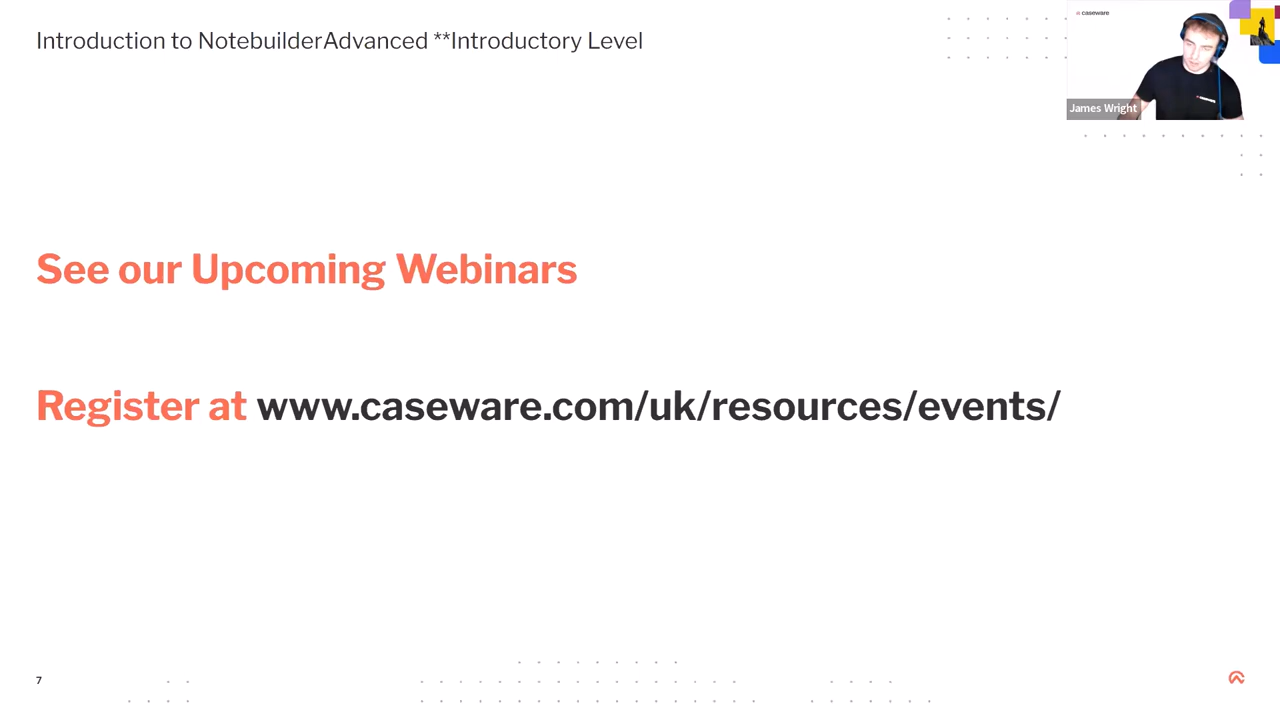 Introduction to NotebuilderAdvanced **Introductory Level
caseware
James Wright
See our Upcoming Webinars
Register at www.caseware.com/uk/resources/events/
7